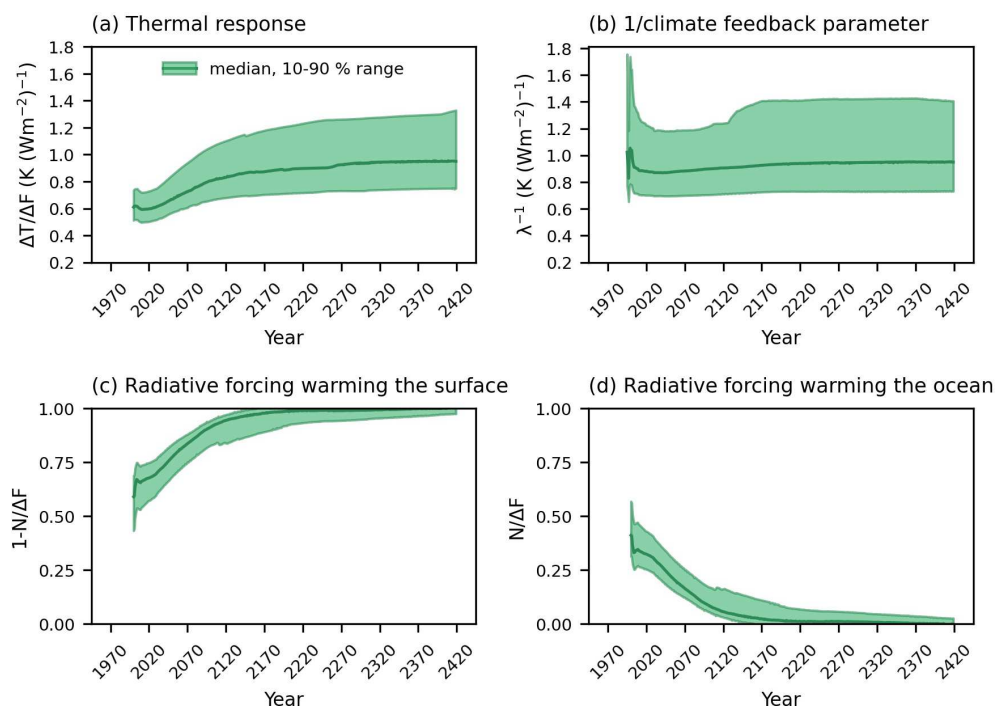 (a) Thermal response
ΔT/ΔF (K (Wm⁻²)⁻¹)
1.8
1.6
1.4
1.2
1.0
0.8
0.6
0.4
0.2
median, 10-90 % range
1970 2020 2070 2120 2170 2220 2270 2320 2370 2420
Year
(b) 1/climate feedback parameter
λ⁻¹ (K (Wm⁻²)⁻¹)
1.8
1.6
1.4
1.2
1.0
0.8
0.6
0.4
0.2
1970 2020 2070 2120 2170 2220 2270 2320 2370 2420
Year
(c) Radiative forcing warming the surface
1-N/ΔF
1.00
0.75
0.50
0.25
0.00
1970 2020 2070 2120 2170 2220 2270 2320 2370 2420
Year
(d) Radiative forcing warming the ocean
N/ΔF
1.00
0.75
0.50
0.25
0.00
1970 2020 2070 2120 2170 2220 2270 2320 2370 2420
Year